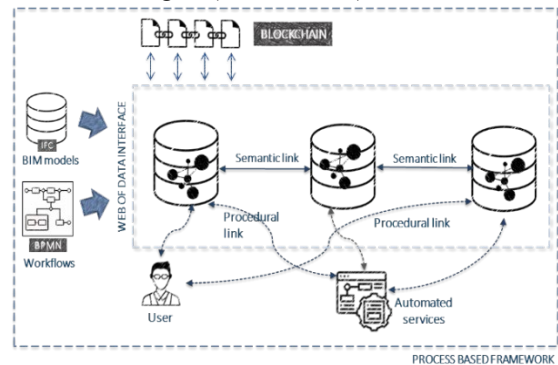 BLOCKCHAIN
WEB OF DATA INTERFACE
IFC
BIM models
BPMN
Workflows
Semantic link
Semantic link
Procedural
link
Procedural link
User
Automated
services
PROCESS BASED FRAMEWORK